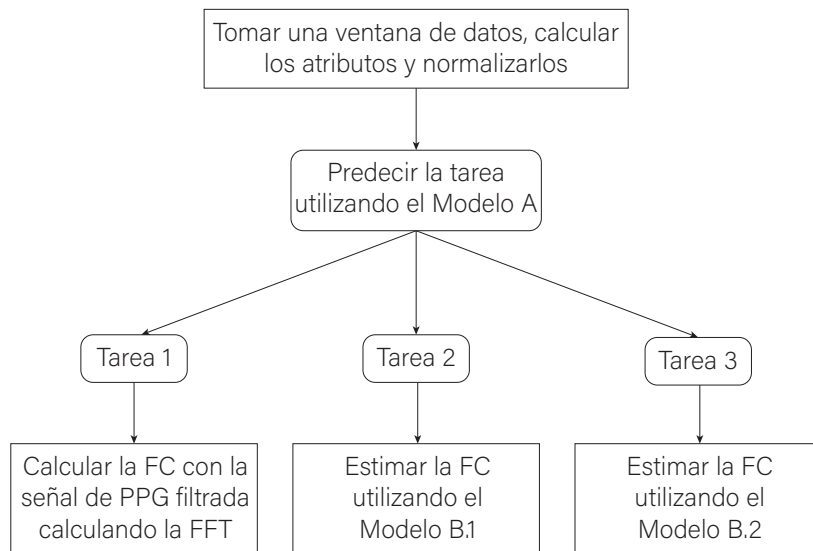 Tomar una ventana de datos, calcular
los atributos y normalizarlos
Predecir la tarea
utilizando el Modelo A
Tarea 1
Tarea 2
Tarea 3
Calcular la FC con la
señal de PPG filtrada
calculando la FFT
Estimar la FC
utilizando el
Modelo B.1
Estimar la FC
utilizando el
Modelo B.2